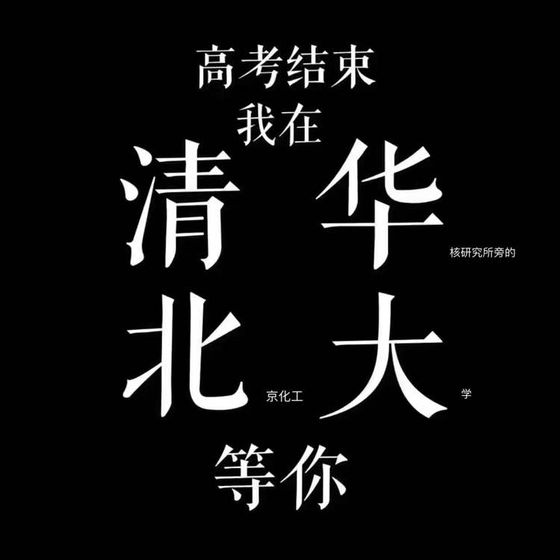 高考结束
我在
清华核研究所旁的
北京化工大学
等你